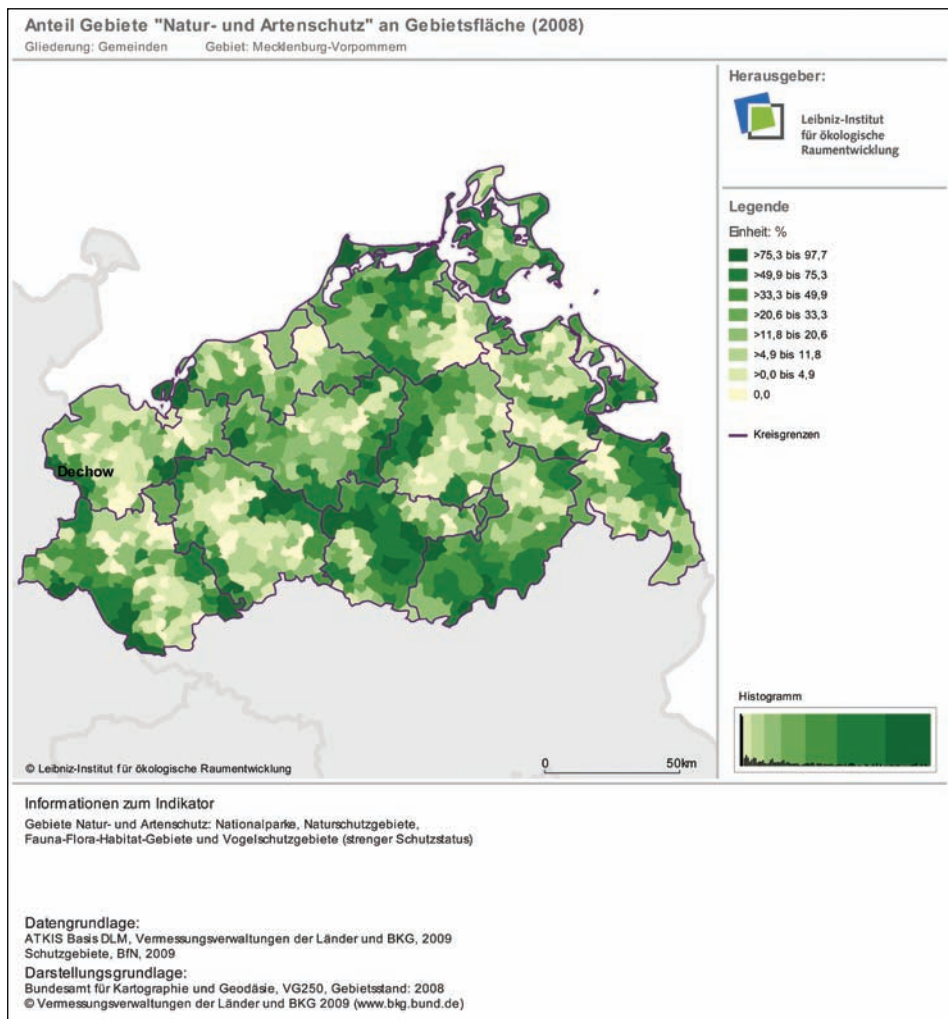 Anteil Gebiete "Natur- und Artenschutz" an Gebietsfläche (2008)
Gliederung: Gemeinden Gebiet: Mecklenburg-Vorpommern
Herausgeber:
Leibniz-Institut
für ökologische
Raumentwicklung
Legende
Einheit: %
>75,3 bis 97,7
>49,9 bis 75,3
>33,3 bis 49,9
>20,6 bis 33,3
>11,8 bis 20,6
>4,9 bis 11,8
>0,0 bis 4,9
0,0
Kreisgrenzen
Dechow
Histogramm
© Leibniz-Institut für ökologische Raumentwicklung
0 50km
Informationen zum Indikator
Gebiete Natur- und Artenschutz: Nationalparke, Naturschutzgebiete,
Fauna-Flora-Habitat-Gebiete und Vogelschutzgebiete (strenger Schutzstatus)
Datengrundlage:
ATKIS Basis DLM, Vermessungsverwaltungen der Länder und BKG, 2009
Schutzgebiete, BfN, 2009
Darstellungsgrundlage:
Bundesamt für Kartographie und Geodäsie, VG250, Gebietsstand: 2008
© Vermessungsverwaltungen der Länder und BKG 2009 (www.bkg.bund.de)